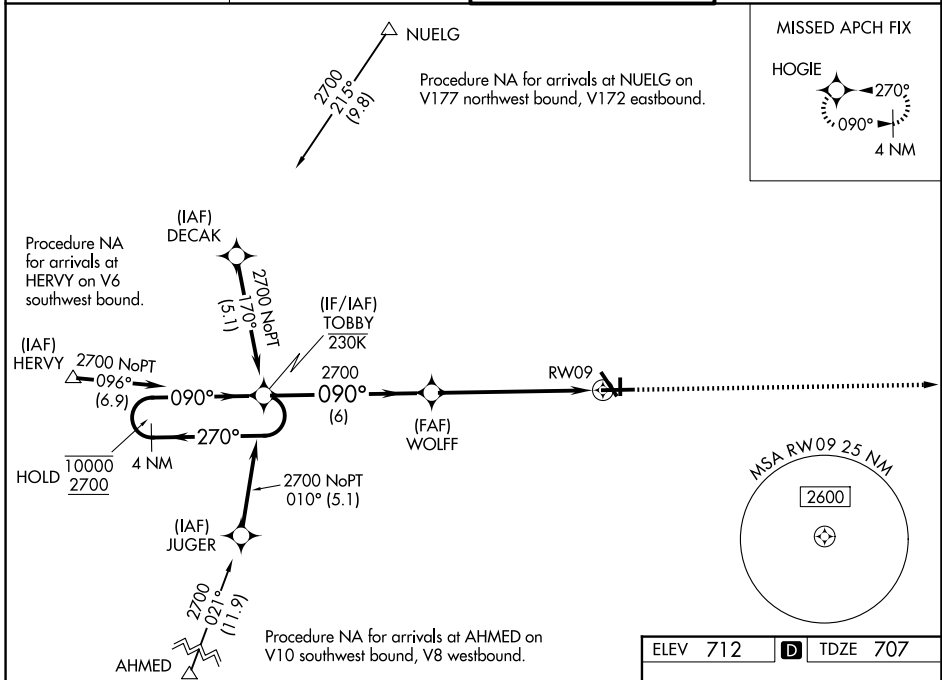 NUELG
2700
215°
(9.8)
Procedure NA for arrivals at NUELG on
V177 northwest bound, V172 eastbound.
MISSED APCH FIX
HOGIE
270°
090°
4 NM
(IAF)
DECAK
2700 NoPT
170°
(5.1)
Procedure NA
for arrivals at
HERVY on V6
southwest bound.
(IF/IAF)
TOBBY
230K
(IAF)
HERVY
2700 NoPT
096°
(6.9)
090°
2700
090°
(6)
(FAF)
WOLFF
RW09
270°
4 NM
HOLD
10000
2700
2700 NoPT
010° (5.1)
(IAF)
JUGER
2700
021°
(11.9)
AHMED
Procedure NA for arrivals at AHMED on
V10 southwest bound, V8 westbound.
MSA RW09 25 NM
2600
ELEV 712 D TDZE 707